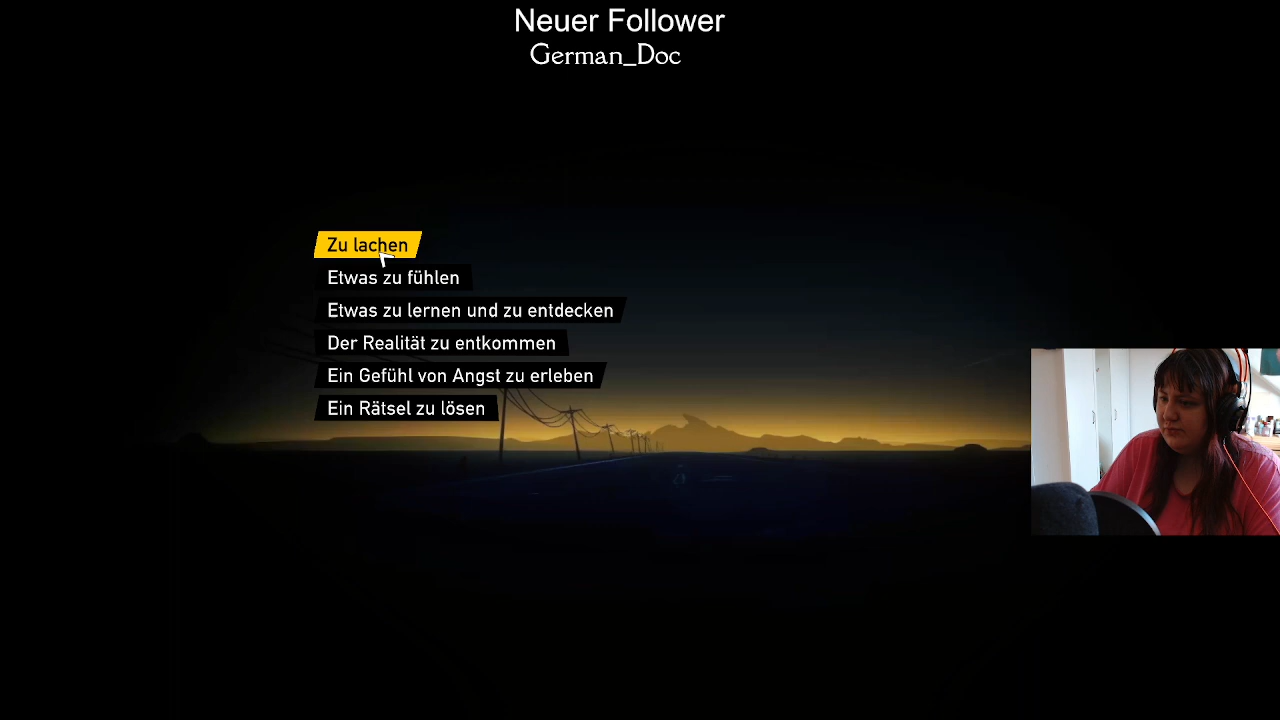 Neuer Follower
German_Doc
Zu lachen
Etwas zu fühlen
Etwas zu lernen und zu entdecken
Der Realität zu entkommen
Ein Gefühl von Angst zu erleben
Ein Rätsel zu lösen